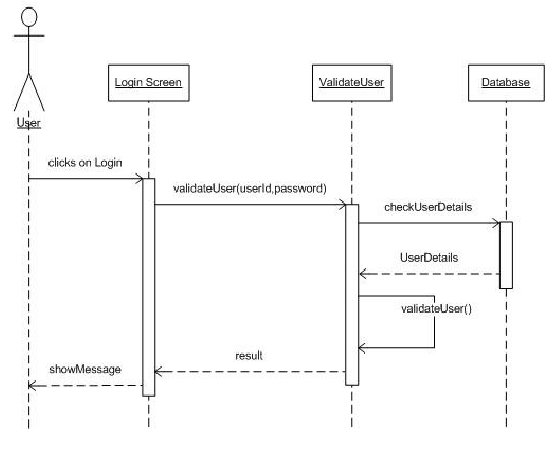 Login Screen
ValidateUser
Database
User
clicks on Login
validateUser(userId,password)
checkUserDetails
UserDetails
validateUser()
result
showMessage